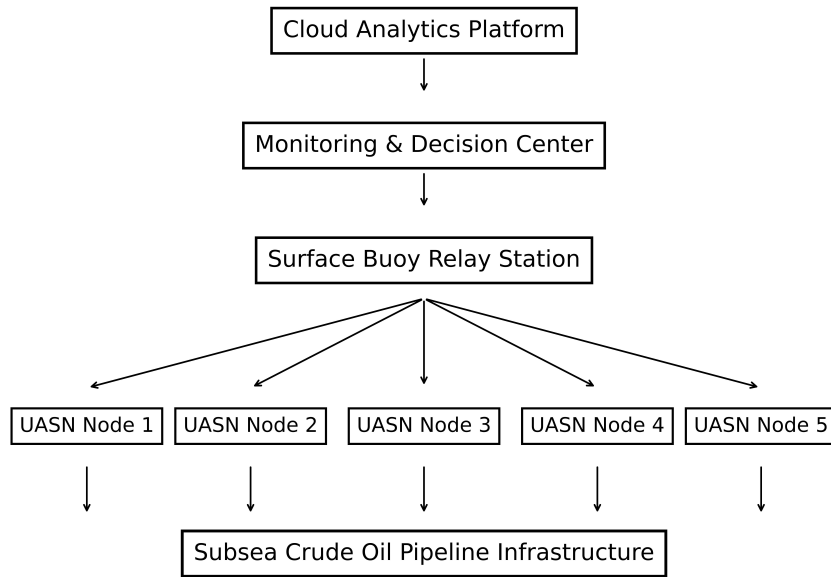 Cloud Analytics Platform
Monitoring & Decision Center
Surface Buoy Relay Station
UASN Node 1
UASN Node 2
UASN Node 3
UASN Node 4
UASN Node 5
Subsea Crude Oil Pipeline Infrastructure